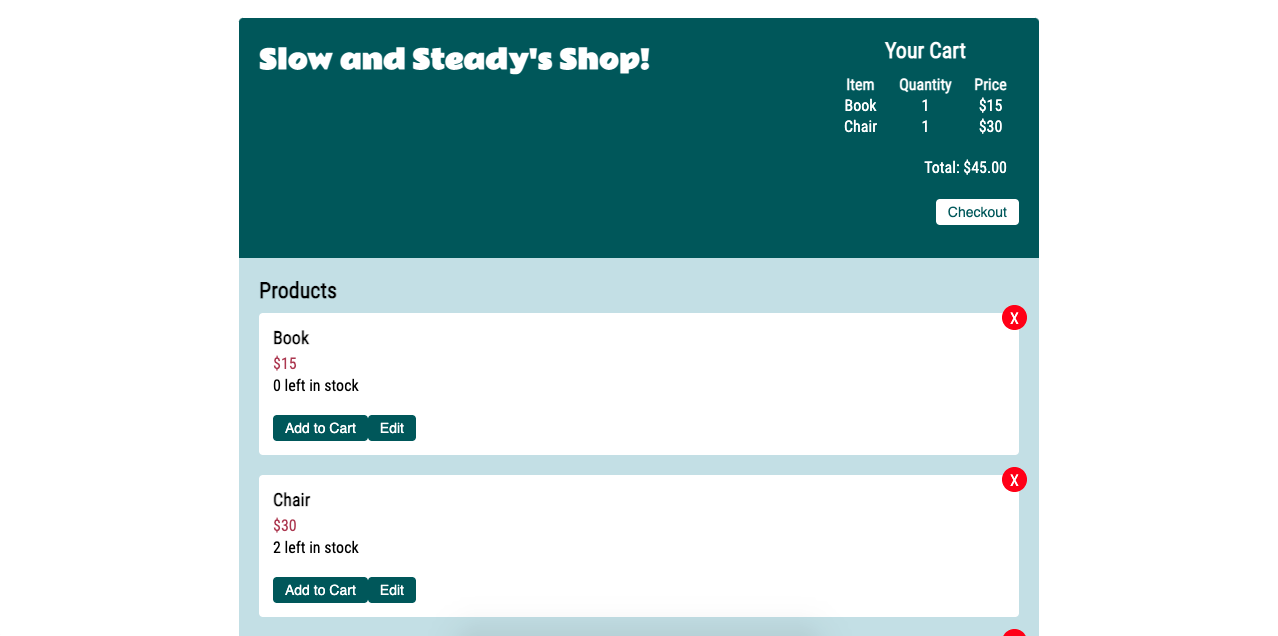 Slow and Steady's Shop!
Your Cart
Item Quantity Price
Book 1 $15
Chair 1 $30
Total: $45.00
Checkout
Products
X
Book
$15
0 left in stock
Add to Cart Edit
X
Chair
$30
2 left in stock
Add to Cart Edit